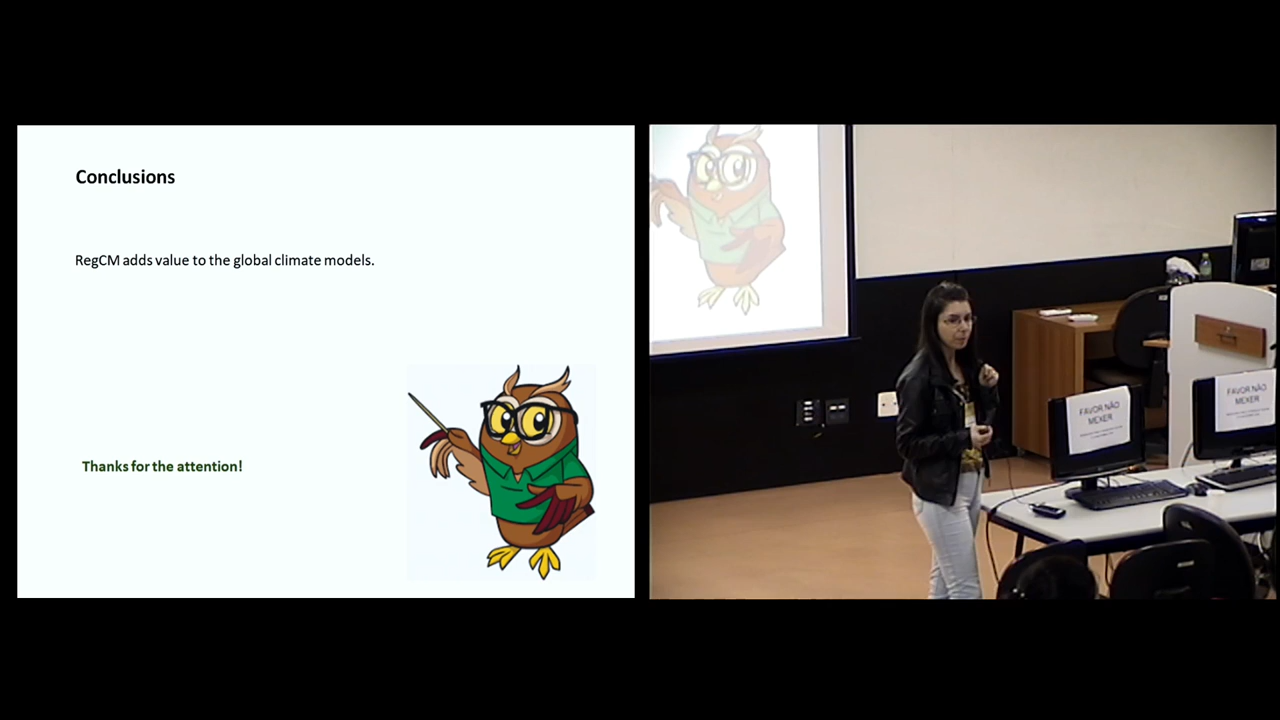 Conclusions
RegCM adds value to the global climate models.
Thanks for the attention!
FAVOR NÃO
MEXER
FAVOR NÃO
MEXER